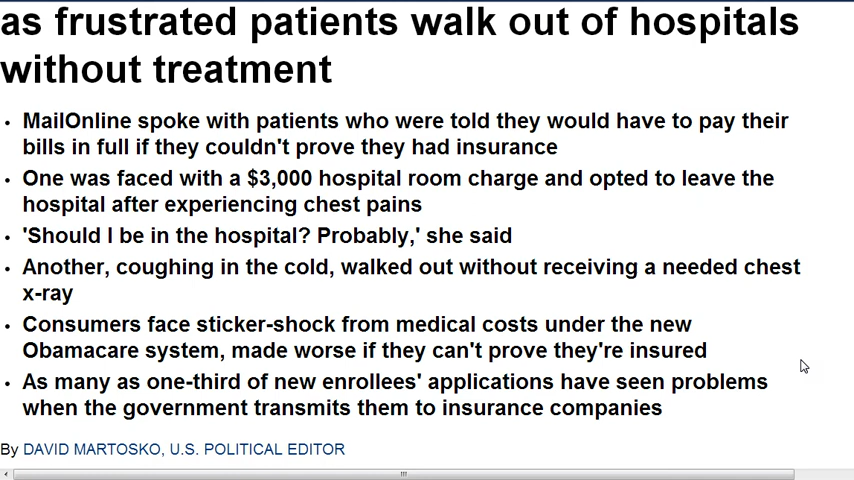 as frustrated patients walk out of hospitals
without treatment
• MailOnline spoke with patients who were told they would have to pay their
bills in full if they couldn't prove they had insurance
• One was faced with a $3,000 hospital room charge and opted to leave the
hospital after experiencing chest pains
• 'Should I be in the hospital? Probably,' she said
• Another, coughing in the cold, walked out without receiving a needed chest
x-ray
• Consumers face sticker-shock from medical costs under the new
Obamacare system, made worse if they can't prove they're insured
• As many as one-third of new enrollees' applications have seen problems
when the government transmits them to insurance companies
By DAVID MARTOSKO, U.S. POLITICAL EDITOR